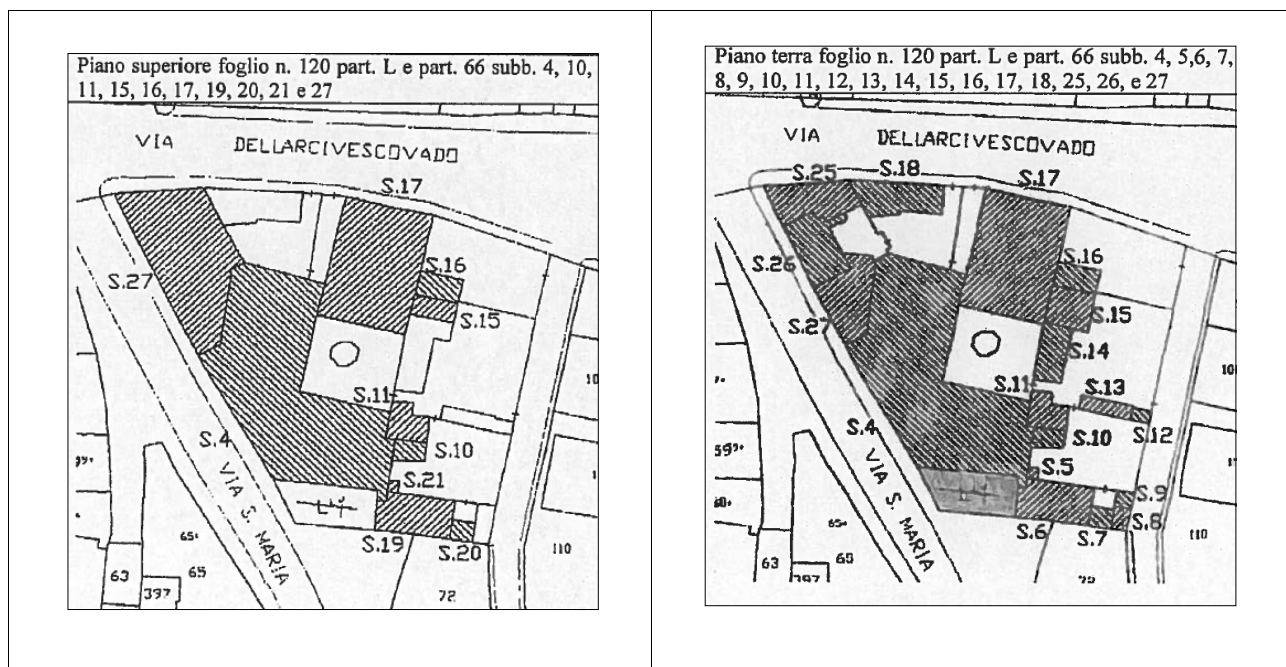 Piano superiore foglio n. 120 part. L e part. 66 subb. 4, 10,
11, 15, 16, 17, 19, 20, 21 e 27
VIA DELLARCIVESCOVADO
S.17
S.16
S.27
S.15
S.11
S.4
S.10
VIA S. MARIA
S.21
S.19
S.20
65
65
110
63
397
72
Piano terra foglio n. 120 part. L e part. 66 subb. 4, 5,6, 7,
8, 9, 10, 11, 12, 13, 14, 15, 16, 17, 18, 25, 26, e 27
VIA DELLARCIVESCOVADO
S.25
S.18
S.17
S.26
S.16
S.27
S.15
S.14
S.11
S.13
S.4
S.10
S.12
VIA S. MARIA
S.5
S.9
S.6
S.7
S.8
65
110
63
397